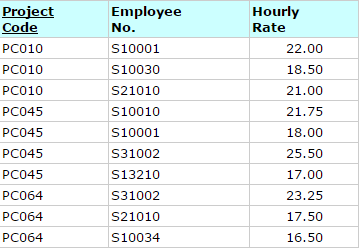 Project Code Employee No. Hourly Rate
PC010 S10001 22.00
PC010 S10030 18.50
PC010 S21010 21.00
PC045 S10010 21.75
PC045 S10001 18.00
PC045 S31002 25.50
PC045 S13210 17.00
PC064 S31002 23.25
PC064 S21010 17.50
PC064 S10034 16.50